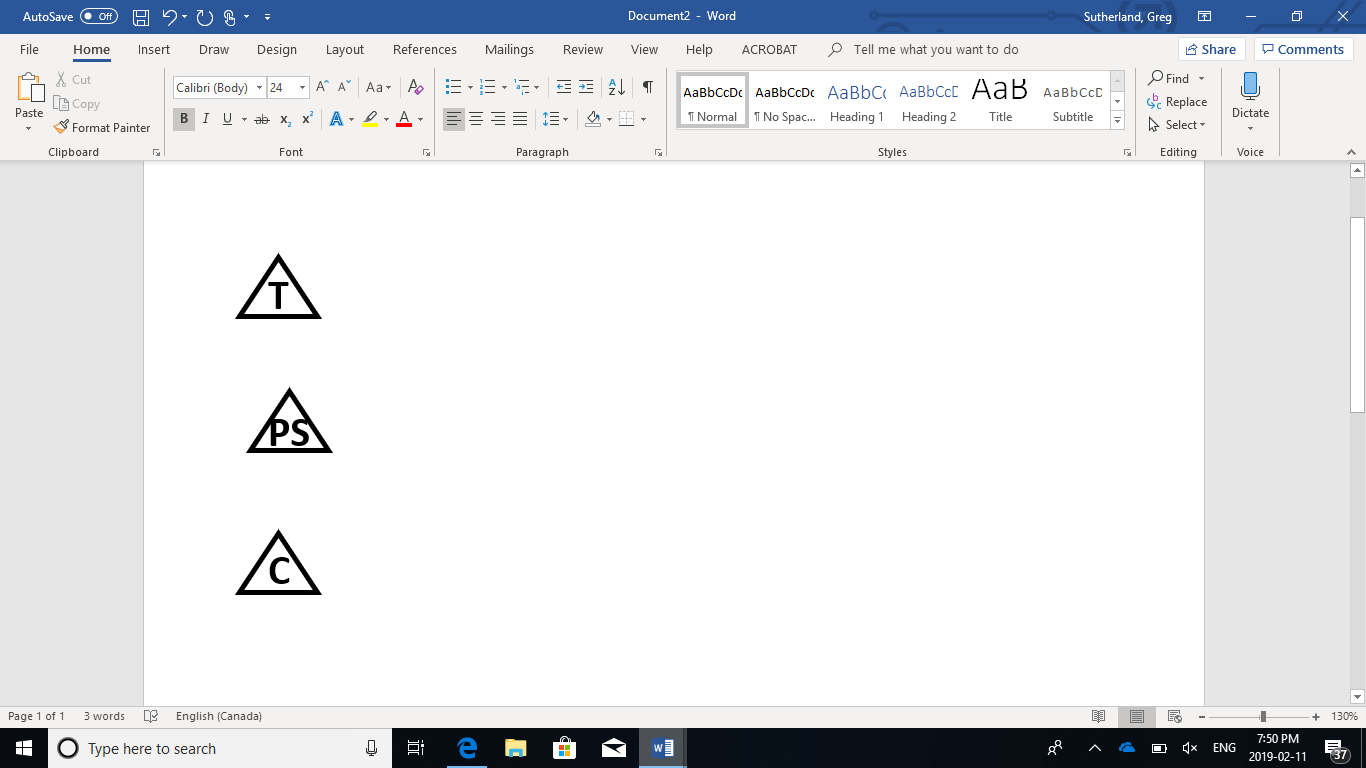 AutoSave Off Document2 - Word Sutherland, Greg
File Home Insert Draw Design Layout References Mailings Review View Help ACROBAT Tell me what you want to do Share Comments
Paste
Cut
Copy
Format Painter
Clipboard
Calibri (Body) 24 A A Aa A
B I U ab x2 x2 A A
Font
A Z ¶
Paragraph
AaBbCcDc AaBbCcDc AaBbCc AaBbCcD AaB AaBbCcD
¶ Normal ¶ No Spac... Heading 1 Heading 2 Title Subtitle
Styles
Find
Replace
Select
Editing
Dictate
Voice
T
PS
C
Page 1 of 1 3 words English (Canada) 130%
Type here to search ENG 7:50 PM
2019-02-11 37